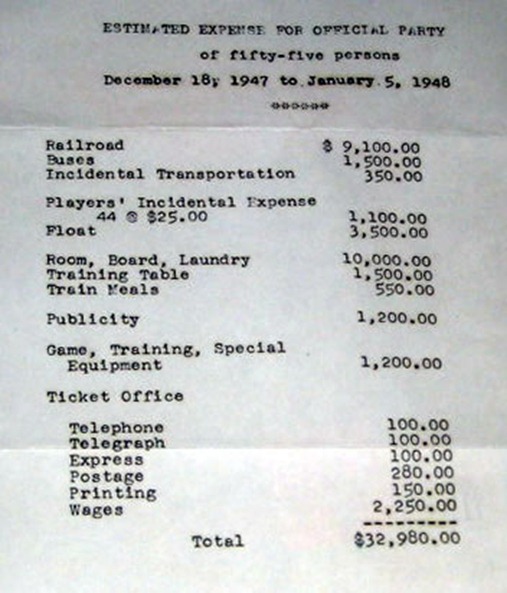 ESTIMATED EXPENSE FOR OFFICIAL PARTY
of fifty-five persons
December 18, 1947 to January 5, 1948
******
Railroad $ 9,100.00
Buses 1,500.00
Incidental Transportation 350.00
Players' Incidental Expense
44 @ $25.00 1,100.00
Float 3,500.00
Room, Board, Laundry 10,000.00
Training Table 1,500.00
Train Meals 550.00
Publicity 1,200.00
Game, Training, Special
Equipment 1,200.00
Ticket Office
Telephone 100.00
Telegraph 100.00
Express 100.00
Postage 280.00
Printing 150.00
Wages 2,250.00
---------
Total $32,980.00